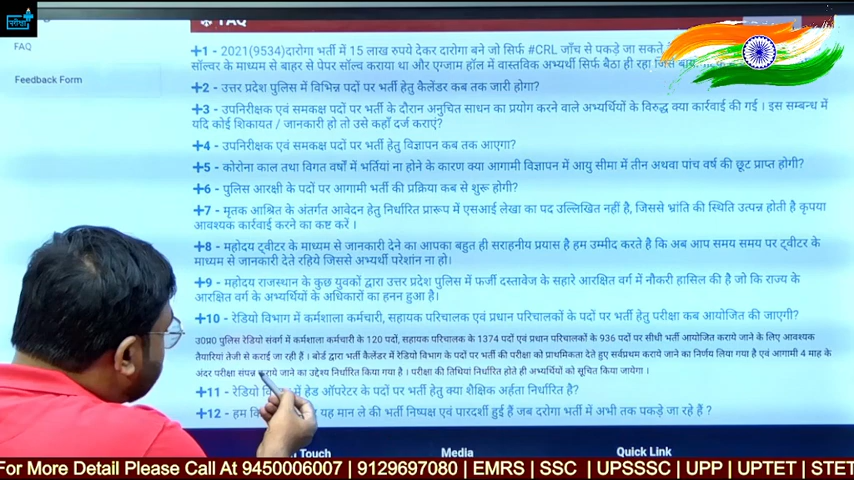 परीक्षा
FAQ
FAQ
Feedback Form
+1 - 2021(9534)दारोगा भर्ती में 15 लाख रुपये देकर दारोगा बने जो सिर्फ #CRL जाँच से पकड़े जा सकते
सॉल्वर के माध्यम से बाहर से पेपर सॉल्व कराया था और एग्जाम हॉल में वास्तविक अभ्यर्थी सिर्फ बैठा ही रहा
+2 - उत्तर प्रदेश पुलिस में विभिन्न पदों पर भर्ती हेतु कैलेंडर कब तक जारी होगा?
+3 - उपनिरीक्षक एवं समकक्ष पदों पर भर्ती के दौरान अनुचित साधन का प्रयोग करने वाले अभ्यर्थियों के विरुद्ध क्या कार्रवाई की गई । इस सम्बन्ध में
यदि कोई शिकायत / जानकारी हो तो उसे कहाँ दर्ज कराएं?
+4 - उपनिरीक्षक एवं समकक्ष पदों पर भर्ती हेतु विज्ञापन कब तक आएगा?
+5 - कोरोना काल तथा विगत वर्षों में भर्तियां ना होने के कारण क्या आगामी विज्ञापन में आयु सीमा में तीन अथवा पांच वर्ष की छूट प्राप्त होगी?
+6 - पुलिस आरक्षी के पदों पर आगामी भर्ती की प्रक्रिया कब से शुरू होगी?
+7 - मृतक आश्रित के अंतर्गत आवेदन हेतु निर्धारित प्रारूप में एसआई लेखा का पद उल्लिखित नहीं है, जिससे भ्रांति की स्थिति उत्पन्न होती है कृपया
आवश्यक कार्रवाई करने का कष्ट करें ।
+8 - महोदय ट्वीटर के माध्यम से जानकारी देने का आपका बहुत ही सराहनीय प्रयास है हम उम्मीद करते है कि अब आप समय समय पर ट्वीटर के
माध्यम से जानकारी देते रहिये जिससे अभ्यर्थी परेशांन ना हो।
+9 - महोदय राजस्थान के कुछ युवकों द्वारा उत्तर प्रदेश पुलिस में फर्जी दस्तावेज के सहारे आरक्षित वर्ग में नौकरी हासिल की है जो कि राज्य के
आरक्षित वर्ग के अभ्यर्थियों के अधिकारों का हनन हुआ है।
+10 - रेडियो विभाग में कर्मशाला कर्मचारी, सहायक परिचालक एवं प्रधान परिचालकों के पदों पर भर्ती हेतु परीक्षा कब आयोजित की जाएगी?
उ0प्र0 पुलिस रेडियो संवर्ग में कर्मशाला कर्मचारी के 120 पदों, सहायक परिचालक के 1374 पदों एवं प्रधान परिचालकों के 936 पदों पर सीधी भर्ती आयोजित कराये जाने के लिए आवश्यक
तैयारियां तेजी से कराई जा रही हैं । बोर्ड द्वारा भर्ती कैलेंडर में रेडियो विभाग के पदों पर भर्ती की परीक्षा को प्राथमिकता देते हुए सर्वप्रथम कराये जाने का निर्णय लिया गया है एवं आगामी 4 माह के
अंदर परीक्षा संपन्न कराये जाने का उद्देश्य निर्धारित किया गया है । परीक्षा की तिथियां निर्धारित होते ही अभ्यर्थियों को सूचित किया जायेगा ।
+11 - रेडियो में हेड ऑपरेटर के पदों पर भर्ती हेतु क्या शैक्षिक अर्हता निर्धारित है?
+12 - हम यह मान ले की भर्ती निष्पक्ष एवं पारदर्शी हुई हैं जब दरोगा भर्ती में अभी तक पकड़े जा रहे हैं ?
Touch
Media
Quick Link
For More Detail Please Call At 9450006007 | 9129697080 | EMRS | SSC | UPSSSC | UPP | UPTET | STET